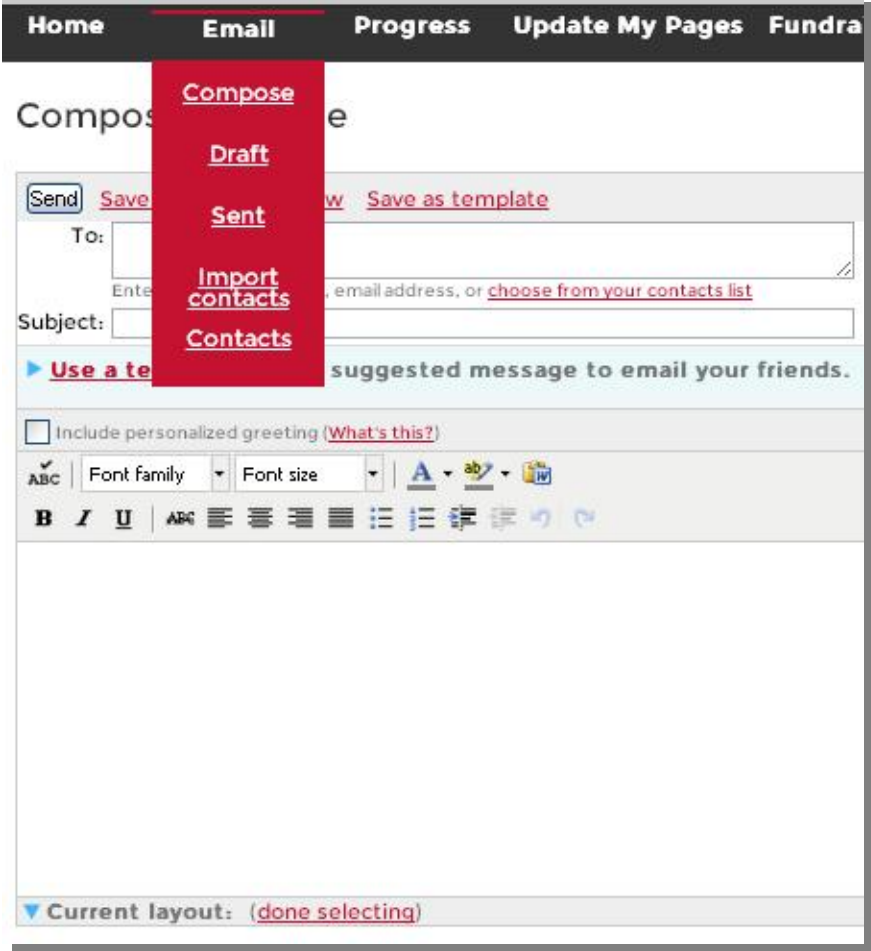 Home Email Progress Update My Pages Fundra
Compose
Compos e
Draft
Send Save w Save as template
Sent
To:
Import
contacts
Ente , email address, or choose from your contacts list
Subject:
Contacts
Use a te suggested message to email your friends.
Include personalized greeting (What's this?)
ABC Font family Font size A ab W
B I U ABC
Current layout: (done selecting)